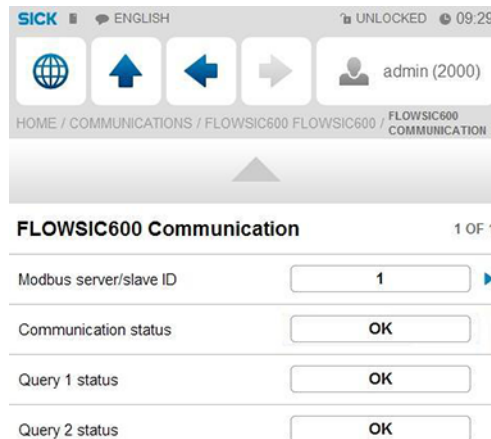 SICK ENGLISH UNLOCKED 09:29
admin (2000)
HOME / COMMUNICATIONS / FLOWSIC600 FLOWSIC600 / FLOWSIC600
COMMUNICATION
FLOWSIC600 Communication 1 OF
Modbus server/slave ID 1
Communication status OK
Query 1 status OK
Query 2 status OK